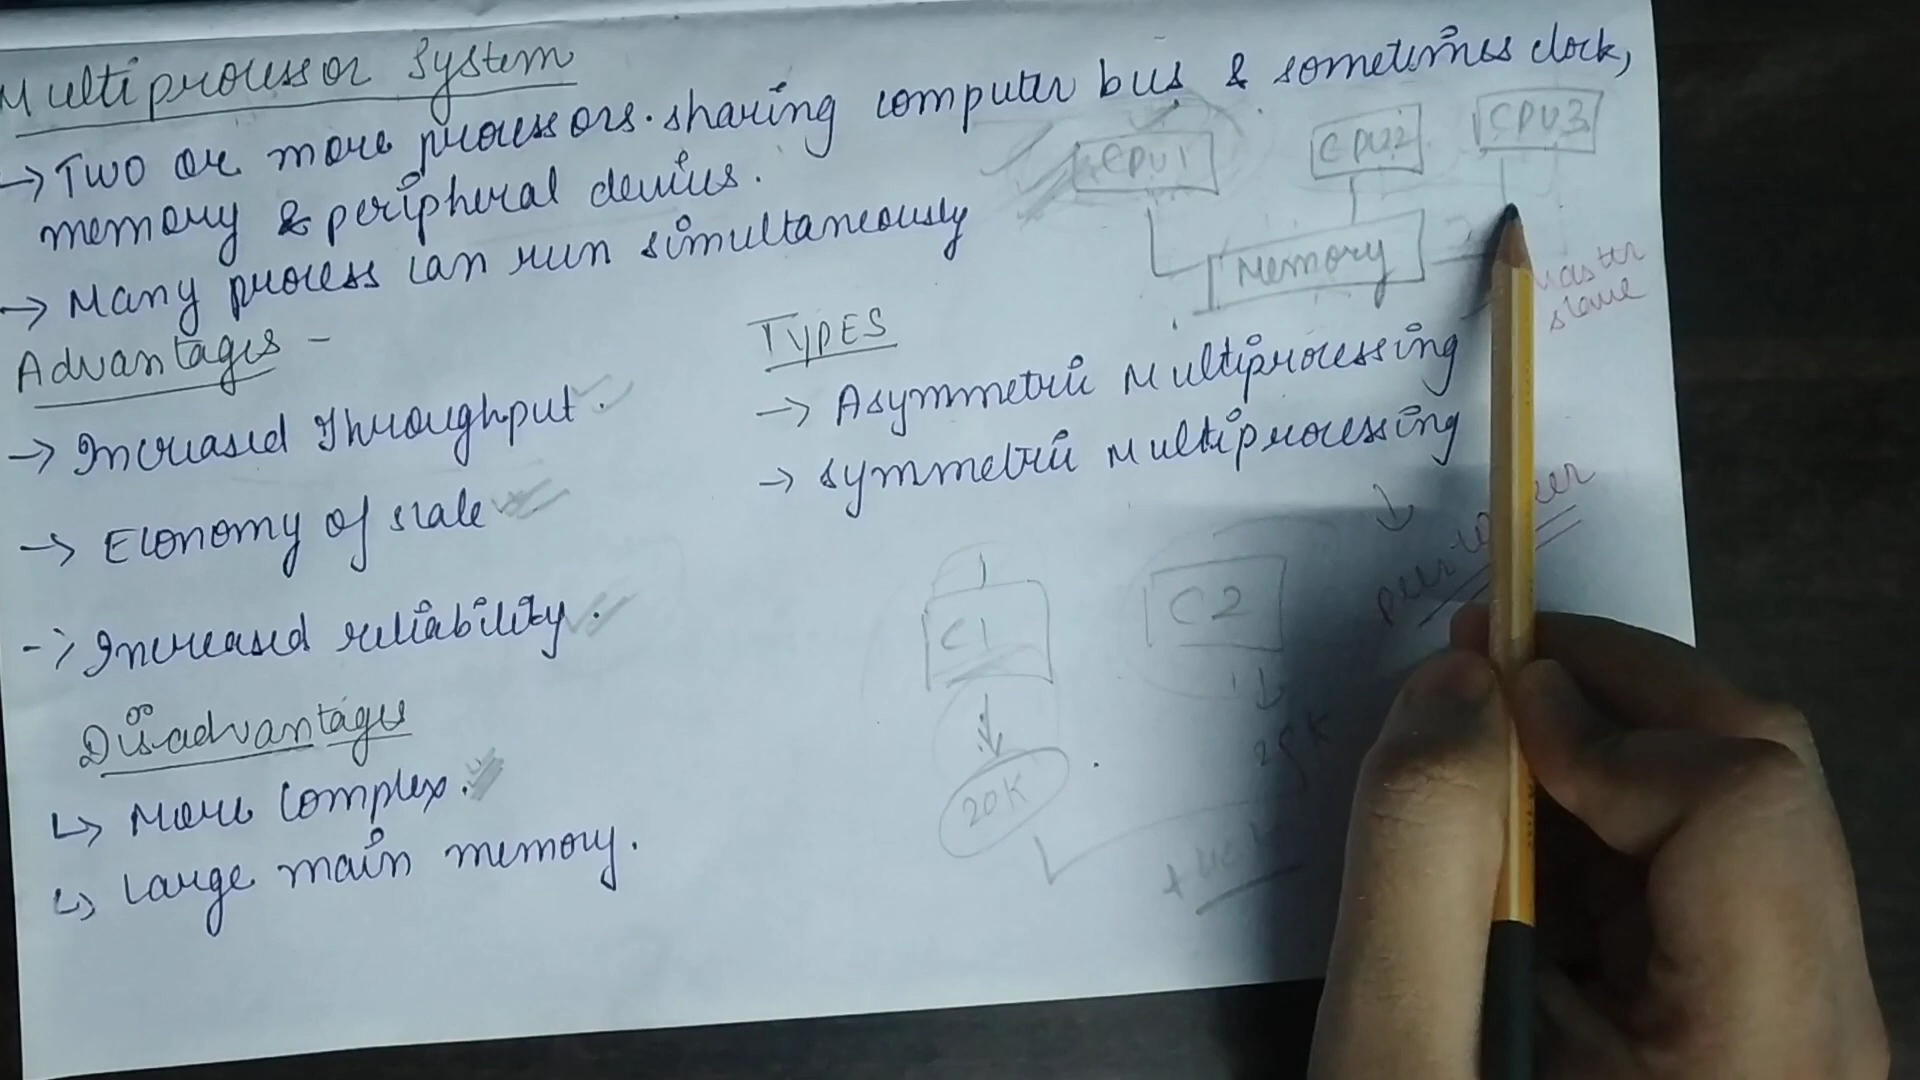 Multiprocessor System
→ Two or more processors. sharing computer bus & sometimes clock,
memory & peripheral devices.
→ Many process can run simultaneously
CPU1
CPU2
CPU3
Memory
Master
slave
Advantages -
→ Increased Throughput.
→ Economy of scale
→ Increased reliability.
TYPES
→ Asymmetric Multiprocessing
→ Symmetric Multiprocessing
C1
C2
20K
Disadvantages
↳ More Complex.
↳ Large main memory.